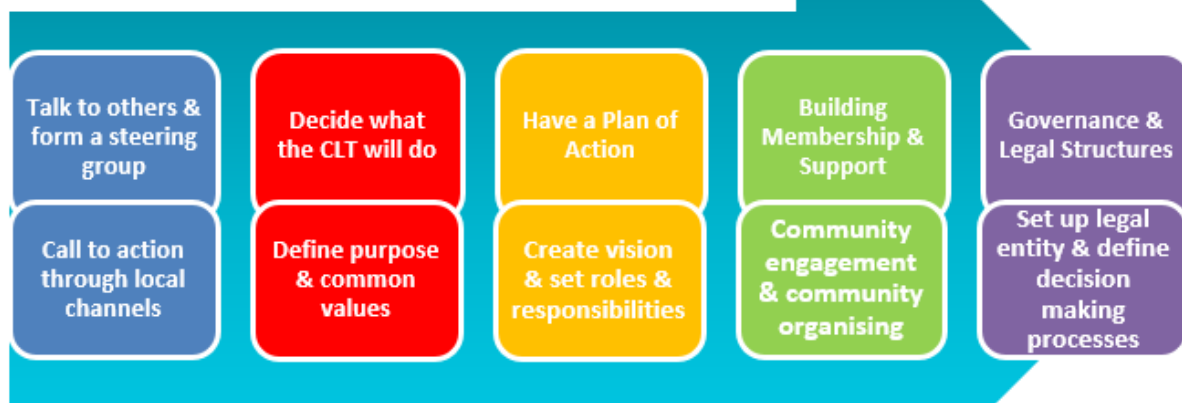 Talk to others &
form a steering
group
Call to action
through local
channels
Decide what
the CLT will do
Define purpose
& common
values
Have a Plan of
Action
Create vision
& set roles &
responsibilities
Building
Membership &
Support
Community
engagement
& community
organising
Governance &
Legal Structures
Set up legal
entity & define
decision
making
processes